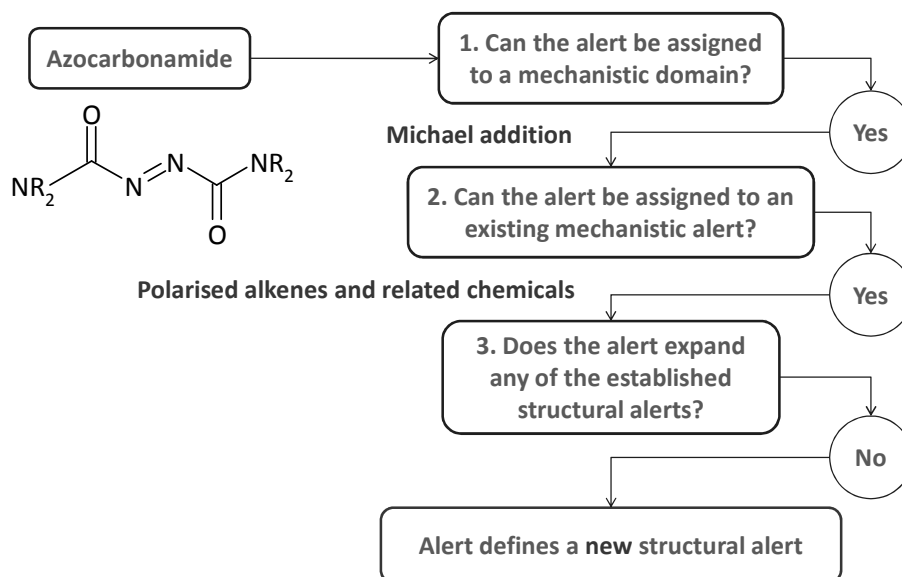 Azocarbonamide
1. Can the alert be assigned
to a mechanistic domain?
O
NR2
N
N
NR2
O
Yes
Michael addition
2. Can the alert be assigned to an
existing mechanistic alert?
Yes
Polarised alkenes and related chemicals
3. Does the alert expand
any of the established
structural alerts?
No
Alert defines a new structural alert